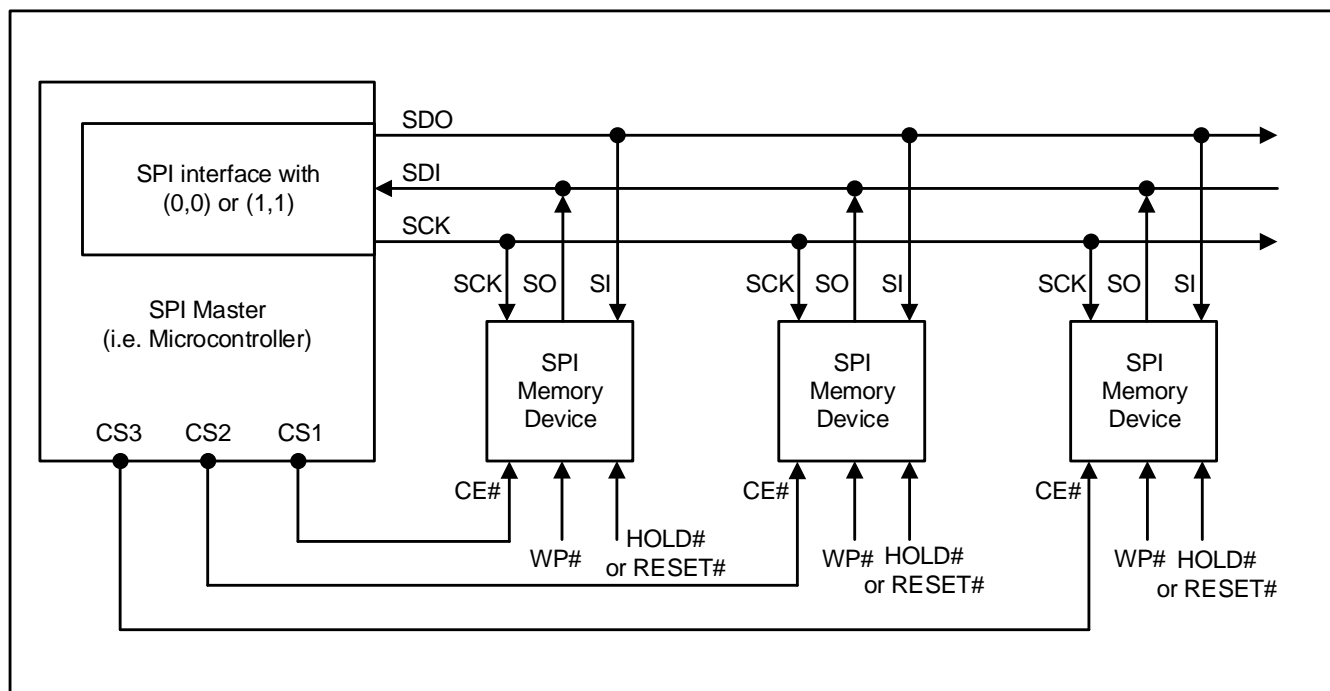 SDO
SPI interface with
(0,0) or (1,1)
SDI
SCK
SPI Master
(i.e. Microcontroller)
SCK
SO
SI
SCK
SO
SI
SCK
SO
SI
SPI
Memory
Device
SPI
Memory
Device
SPI
Memory
Device
CS3
CS2
CS1
CE#
WP#
HOLD#
or RESET#
CE#
WP#
HOLD#
or RESET#
CE#
WP#
HOLD#
or RESET#